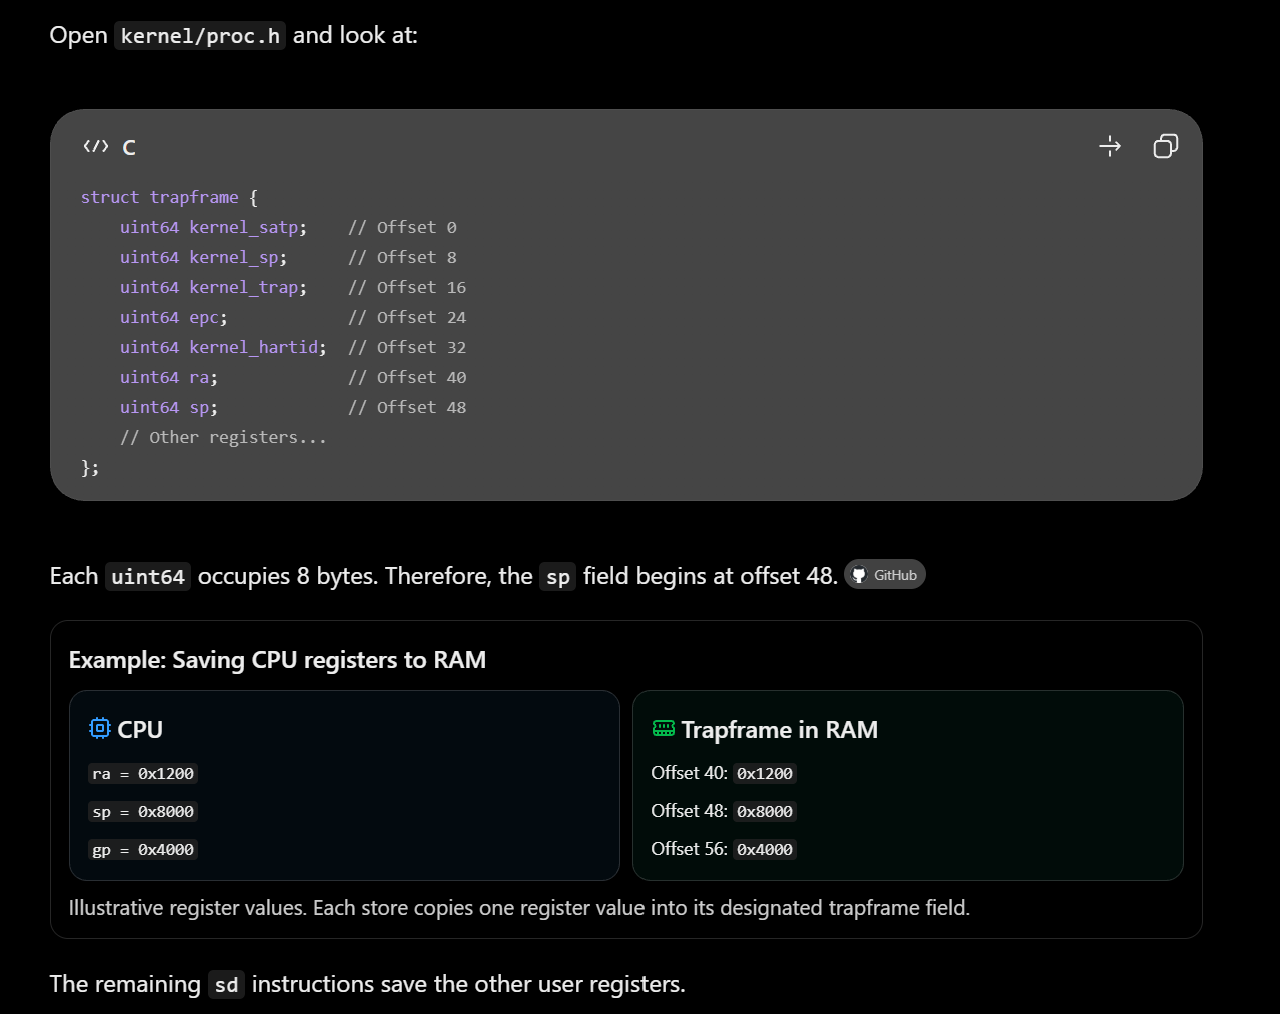 Open kernel/proc.h and look at:
</> C
struct trapframe {
    uint64 kernel_satp;    // Offset 0
    uint64 kernel_sp;      // Offset 8
    uint64 kernel_trap;    // Offset 16
    uint64 epc;            // Offset 24
    uint64 kernel_hartid;  // Offset 32
    uint64 ra;             // Offset 40
    uint64 sp;             // Offset 48
    // Other registers...
};
Each uint64 occupies 8 bytes. Therefore, the sp field begins at offset 48. GitHub
Example: Saving CPU registers to RAM
CPU
ra = 0x1200
sp = 0x8000
gp = 0x4000
Trapframe in RAM
Offset 40: 0x1200
Offset 48: 0x8000
Offset 56: 0x4000
Illustrative register values. Each store copies one register value into its designated trapframe field.
The remaining sd instructions save the other user registers.